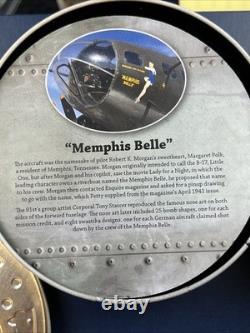 MEMPHIS
BELLE
"Memphis Belle"
The aircraft was the namesake of pilot Robert K. Morgan's sweetheart, Margaret Polk,
a resident of Memphis, Tennessee. Morgan originally intended to call the B-17, Little
One, but after Morgan and his copilot, saw the movie Lady for a Night, in which the
leading character owns a riverboat named the Memphis Belle, he proposed that name
to his crew. Morgan then contacted Esquire magazine and asked for a pinup drawing
to go with the name, which Petty supplied from the magazine's April 1941 issue.
The 91st's group artist Corporal Tony Starcer reproduced the famous nose art on both
sides of the forward fuselage. The nose art later included 25 bomb shapes, one for each
mission credit, and eight swastika designs, one for each German aircraft claimed shot
down by the crew of the Memphis Belle.